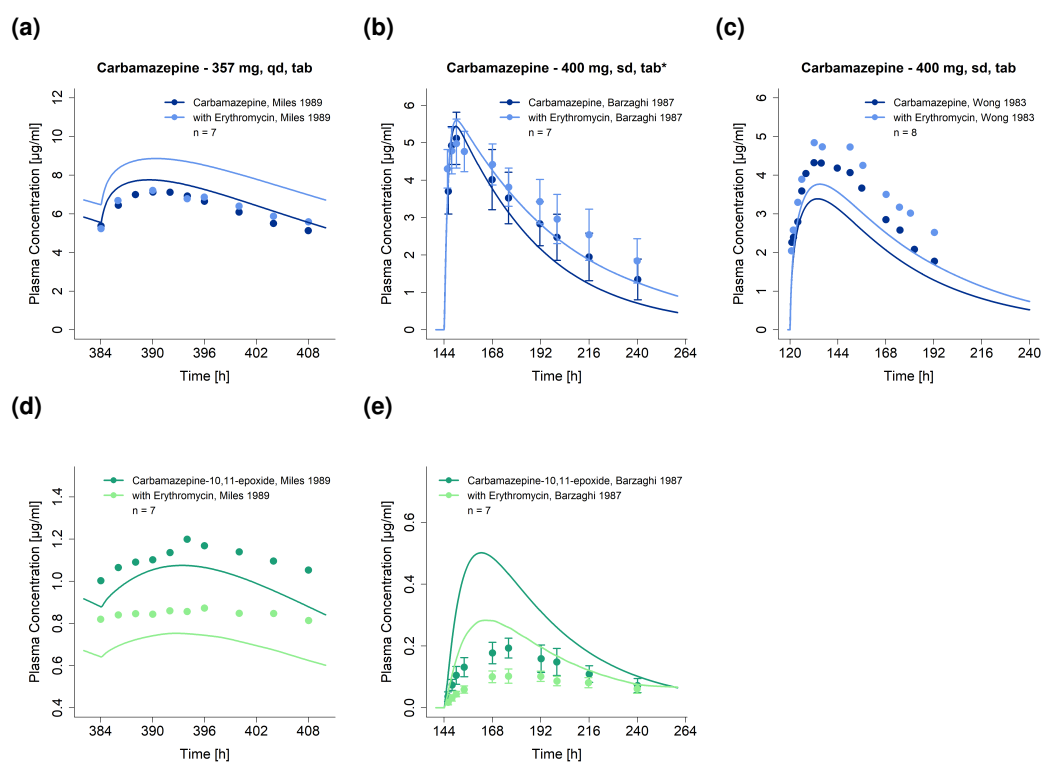 (a)
Carbamazepine - 357 mg, qd, tab
Carbamazepine, Miles 1989
with Erythromycin, Miles 1989
n = 7
Plasma Concentration [µg/ml]
12
10
8
6
4
2
0
384 390 396 402 408
Time [h]
(b)
Carbamazepine - 400 mg, sd, tab*
Carbamazepine, Barzaghi 1987
with Erythromycin, Barzaghi 1987
n = 7
Plasma Concentration [µg/ml]
6
5
4
3
2
1
0
144 168 192 216 240 264
Time [h]
(c)
Carbamazepine - 400 mg, sd, tab
Carbamazepine, Wong 1983
with Erythromycin, Wong 1983
n = 8
Plasma Concentration [µg/ml]
6
5
4
3
2
1
0
120 144 168 192 216 240
Time [h]
(d)
Carbamazepine-10,11-epoxide, Miles 1989
with Erythromycin, Miles 1989
n = 7
Plasma Concentration [µg/ml]
1.4
1.2
1.0
0.8
0.6
0.4
384 390 396 402 408
Time [h]
(e)
Carbamazepine-10,11-epoxide, Barzaghi 1987
with Erythromycin, Barzaghi 1987
n = 7
Plasma Concentration [µg/ml]
0.6
0.4
0.2
0.0
144 168 192 216 240 264
Time [h]